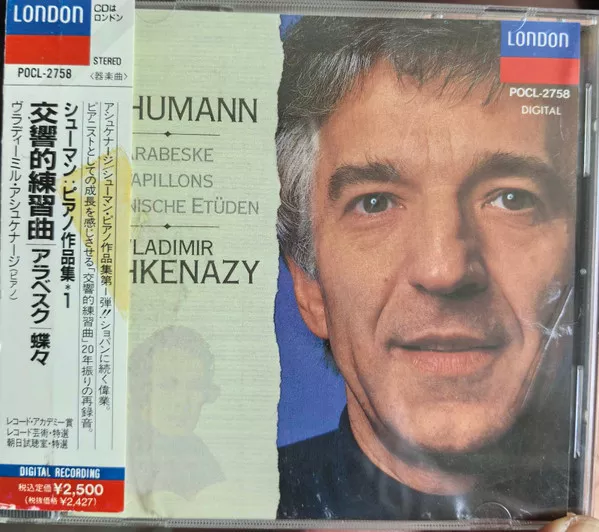 LONDON
CDは
ロンドン
STEREO
POCL-2758
〈器楽曲〉
アシュケナージ/シューマン・ピアノ作品集第一弾!!ショパンに続く偉業。
ピアニストとしての成長を感じさせる「交響的練習曲」20年振りの再録音。
シューマン:ピアノ作品集*1
交響的練習曲|アラベスク|蝶々
ヴラディーミル・アシュケナージ(ピアノ)
レコード・アカデミー賞
レコード芸術・特選
朝日試聴室・特選
DIGITAL RECORDING
税込定価¥2,500
(税抜価格¥2,427)
HUMANN
ARABESKE
APILLONS
NISCHE ETÜDEN
VLADIMIR
HKENAZY
LONDON
POCL-2758
DIGITAL